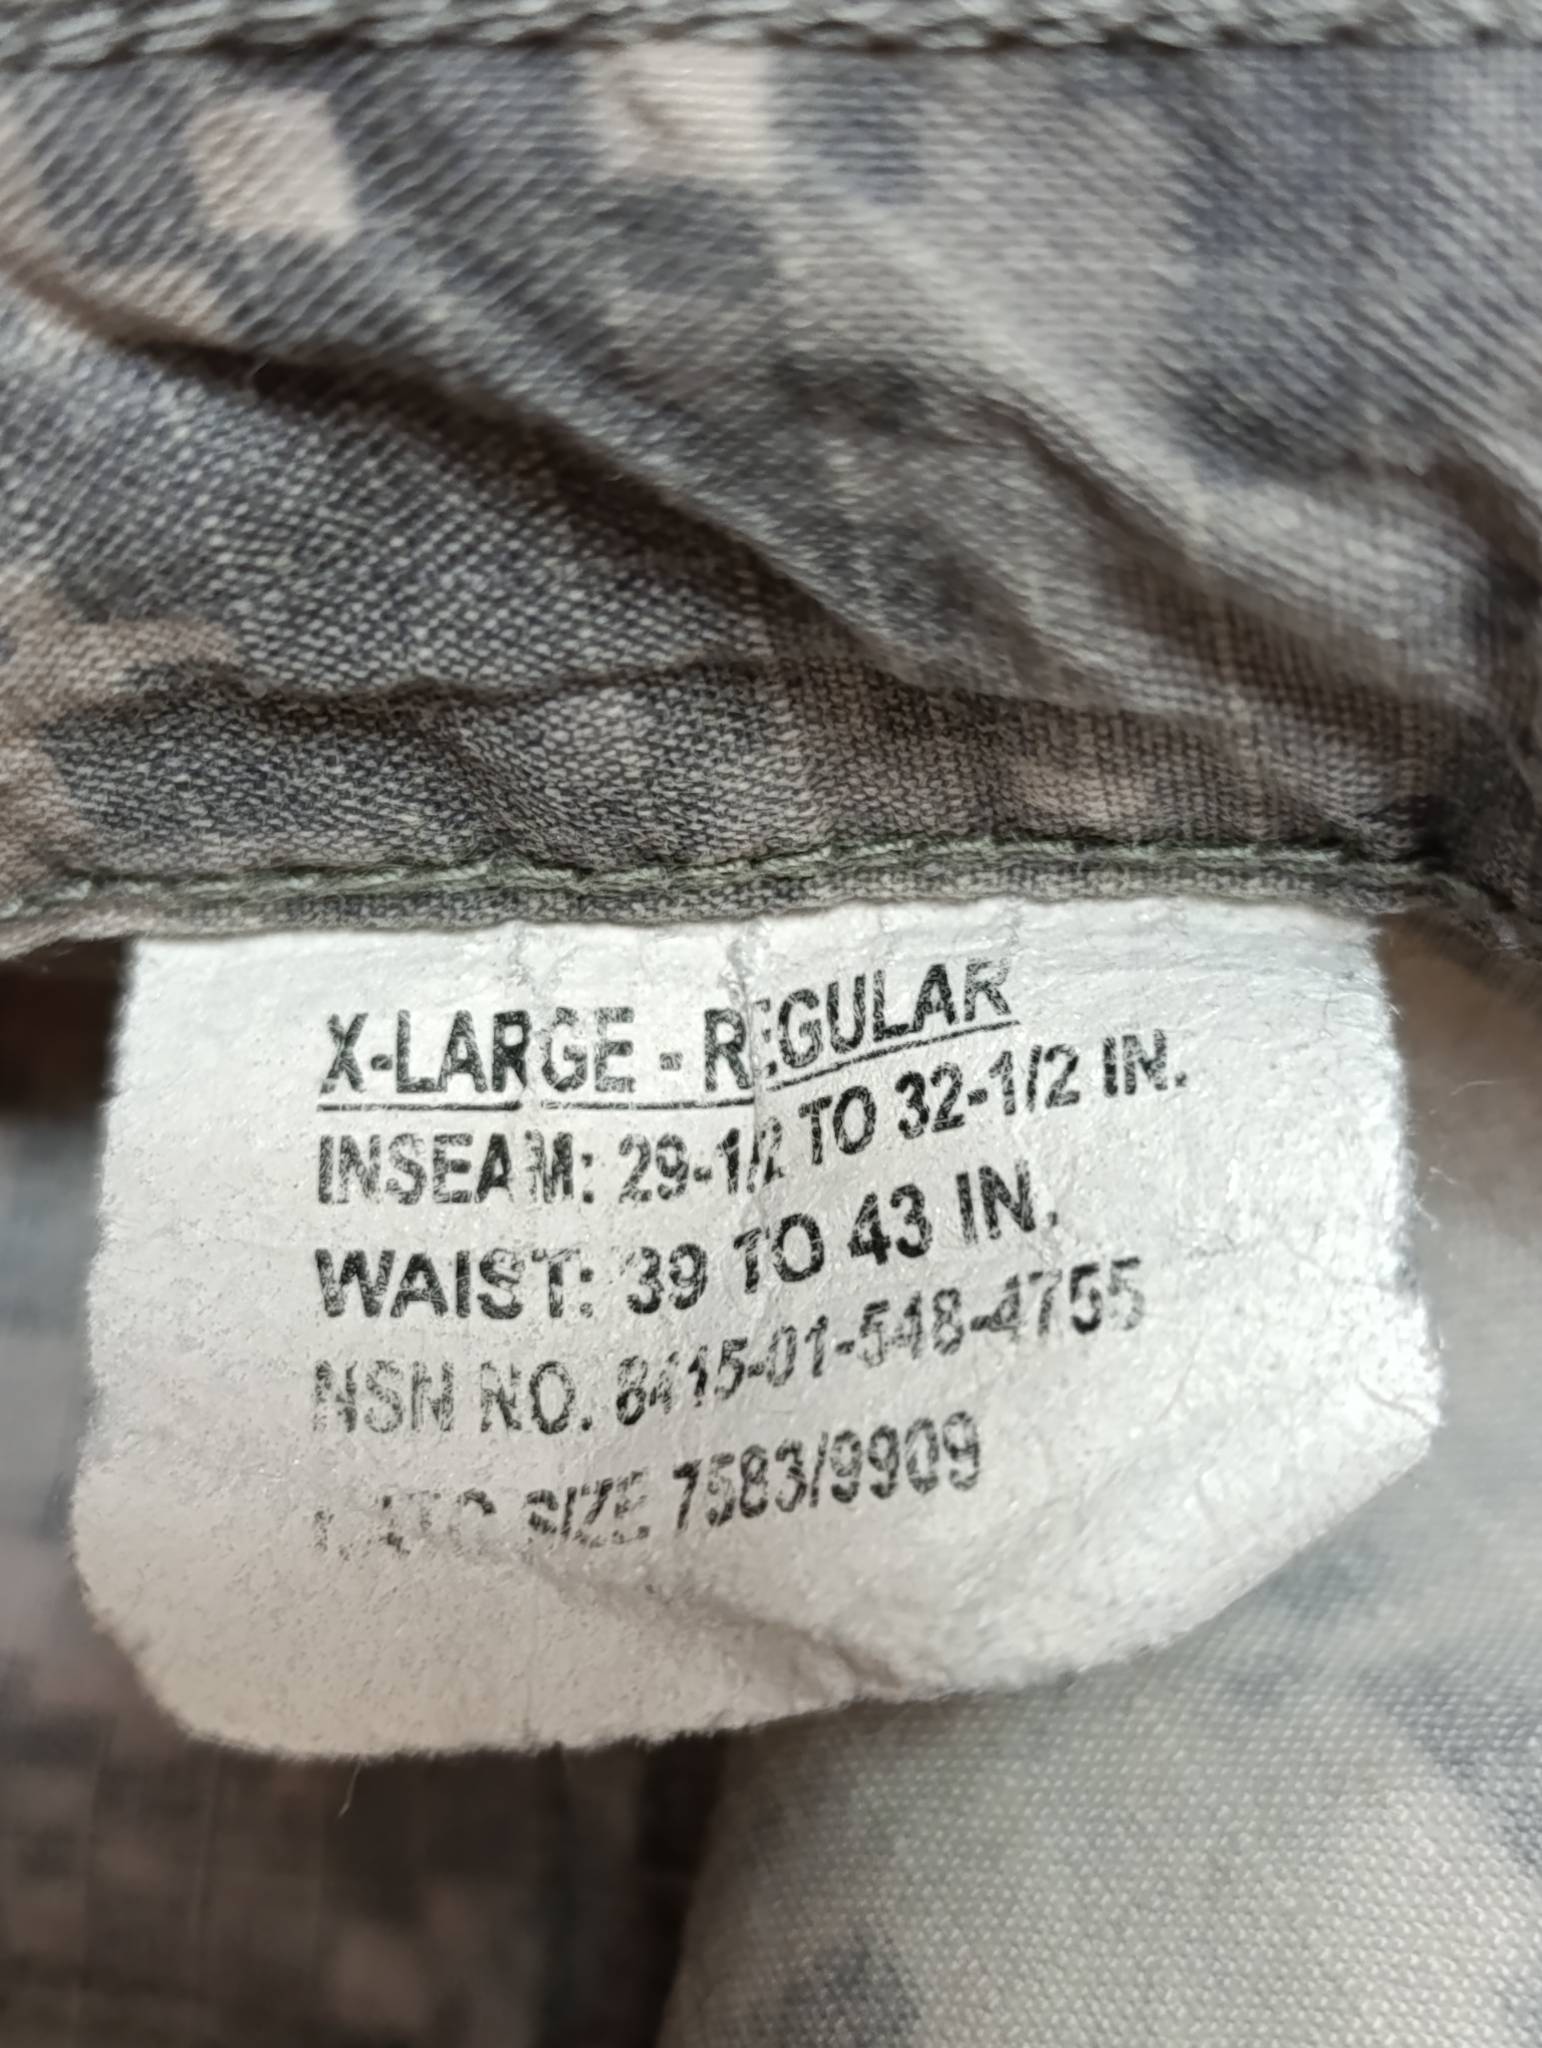 X-LARGE - REGULAR
INSEAM: 29-1/2 TO 32-1/2 IN.
WAIST: 39 TO 43 IN.
NSN NO. 8415-01-548-4755
NATO SIZE 7583/9909